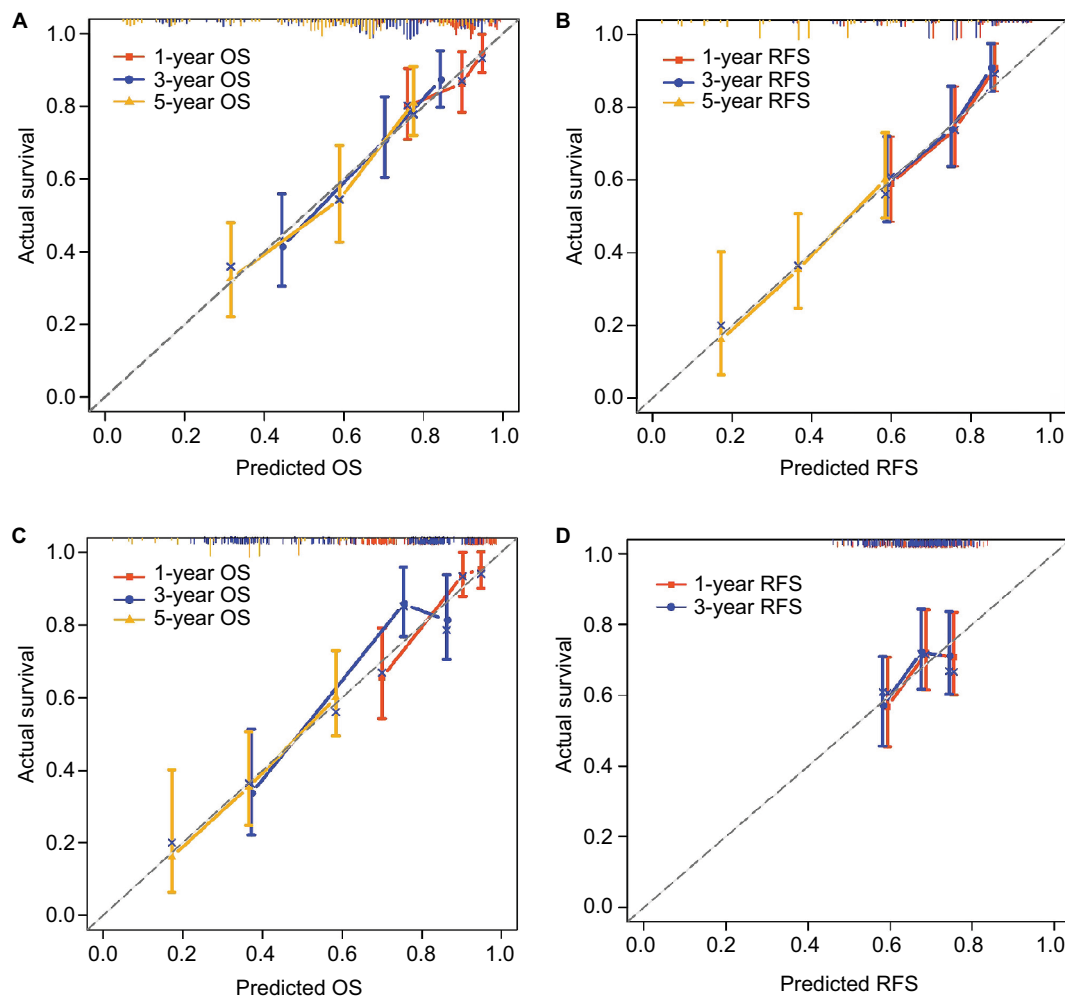 A
1-year OS
3-year OS
5-year OS
Actual survival
1.0
0.8
0.6
0.4
0.2
0.0
0.0 0.2 0.4 0.6 0.8 1.0
Predicted OS
B
1-year RFS
3-year RFS
5-year RFS
Actual survival
1.0
0.8
0.6
0.4
0.2
0.0
0.0 0.2 0.4 0.6 0.8 1.0
Predicted RFS
C
1-year OS
3-year OS
5-year OS
Actual survival
1.0
0.8
0.6
0.4
0.2
0.0
0.0 0.2 0.4 0.6 0.8 1.0
Predicted OS
D
1-year RFS
3-year RFS
Actual survival
1.0
0.8
0.6
0.4
0.2
0.0
0.0 0.2 0.4 0.6 0.8 1.0
Predicted RFS